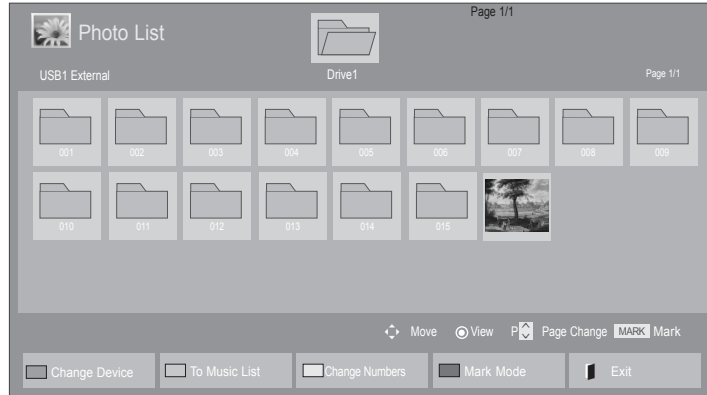 Page 1/1
Photo List
USB1 External Drive1 Page 1/1
001 002 003 004 005 006 007 008 009
010 011 012 013 014 015
Move View P Page Change MARK Mark
Change Device To Music List Change Numbers Mark Mode Exit